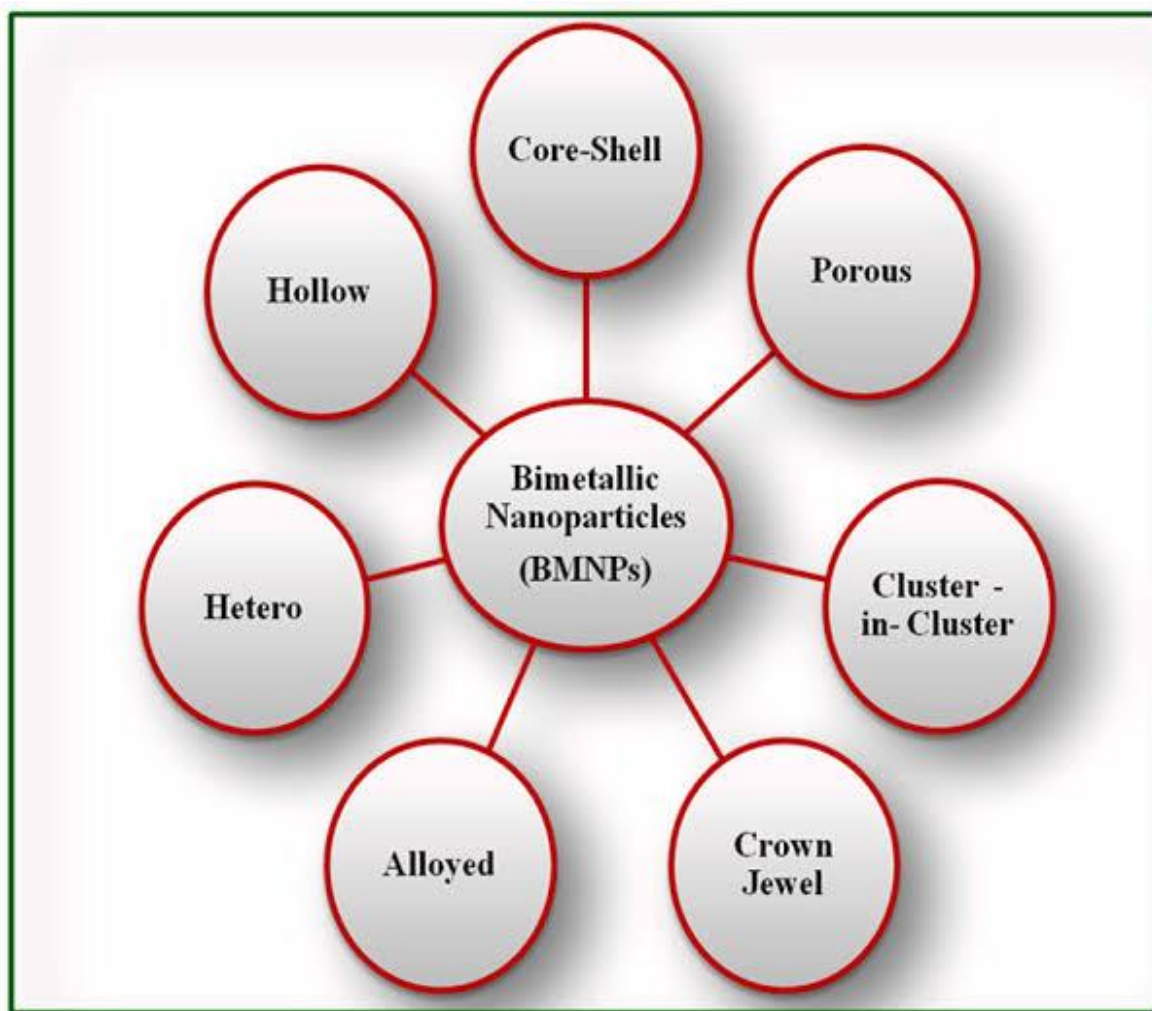 Core-Shell
Porous
Hollow
Bimetallic
Nanoparticles
(BMNPs)
Cluster -
in- Cluster
Hetero
Crown
Jewel
Alloyed